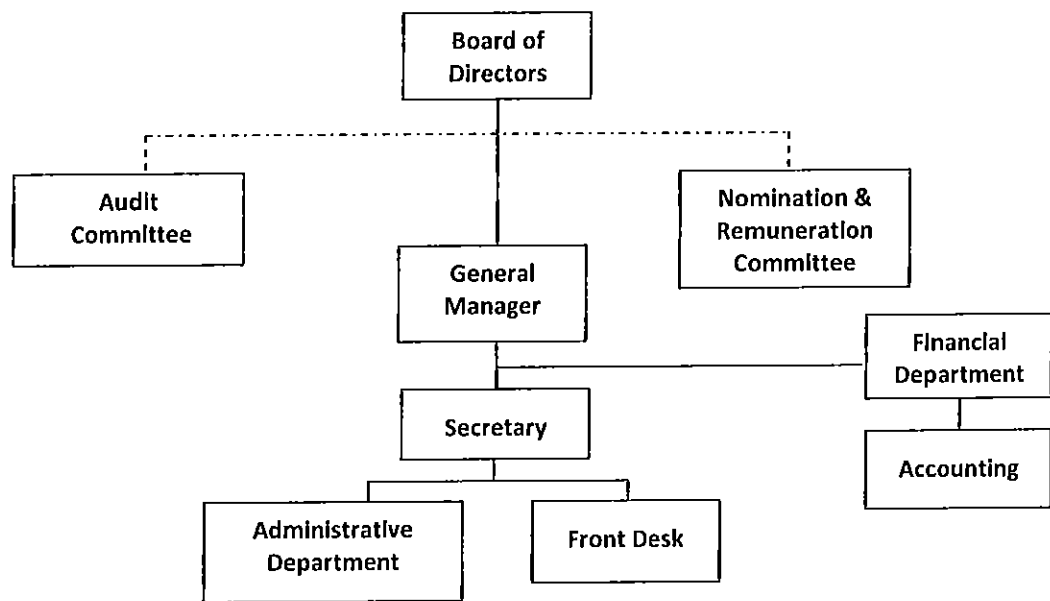 Board of
Directors
Audit
Committee
Nomination &
Remuneration
Committee
General
Manager
Financial
Department
Secretary
Accounting
Administrative
Department
Front Desk